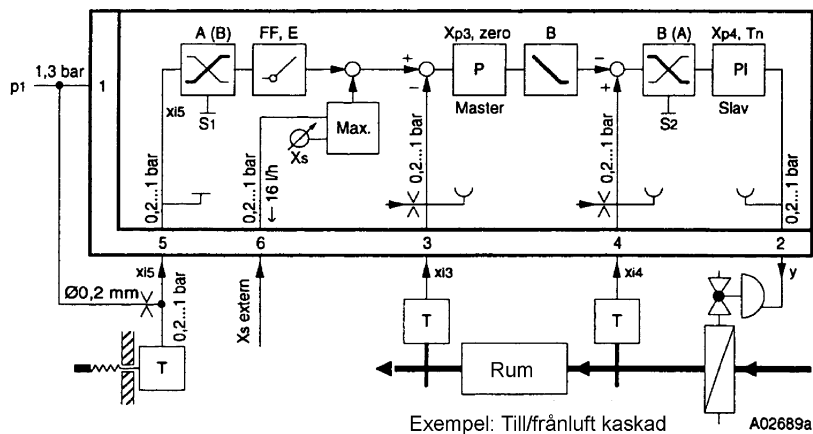 A (B)
FF, E
Xp3, zero
B
B (A)
Xp4, Tn
p1
1,3 bar
1
xi5
S1
P
Master
S2
PI
Slav
Max.
Xs
0,2...1 bar
0,2...1 bar
← 16 l/h
0,2...1 bar
0,2...1 bar
0,2...1 bar
5
6
3
4
2
xi5
Ø0,2 mm
0,2...1 bar
Xs extern
xi3
xi4
y
T
T
T
Rum
Exempel: Till/frånluft kaskad
A02689a